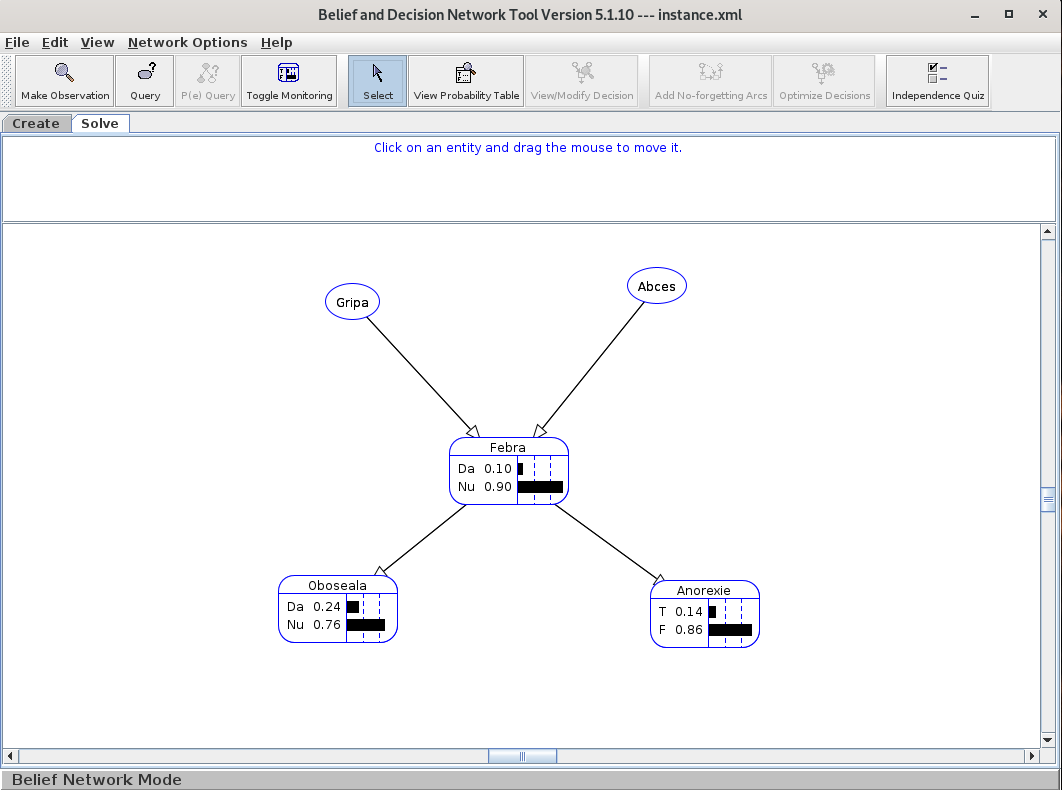 Belief and Decision Network Tool Version 5.1.10 --- instance.xml
File Edit View Network Options Help
Make Observation Query P(e) Query Toggle Monitoring Select View Probability Table View/Modify Decision Add No-forgetting Arcs Optimize Decisions Independence Quiz
Create Solve
Click on an entity and drag the mouse to move it.
Abces
Gripa
Febra
Da 0.10
Nu 0.90
Oboseala
Da 0.24
Nu 0.76
Anorexie
T 0.14
F 0.86
Belief Network Mode